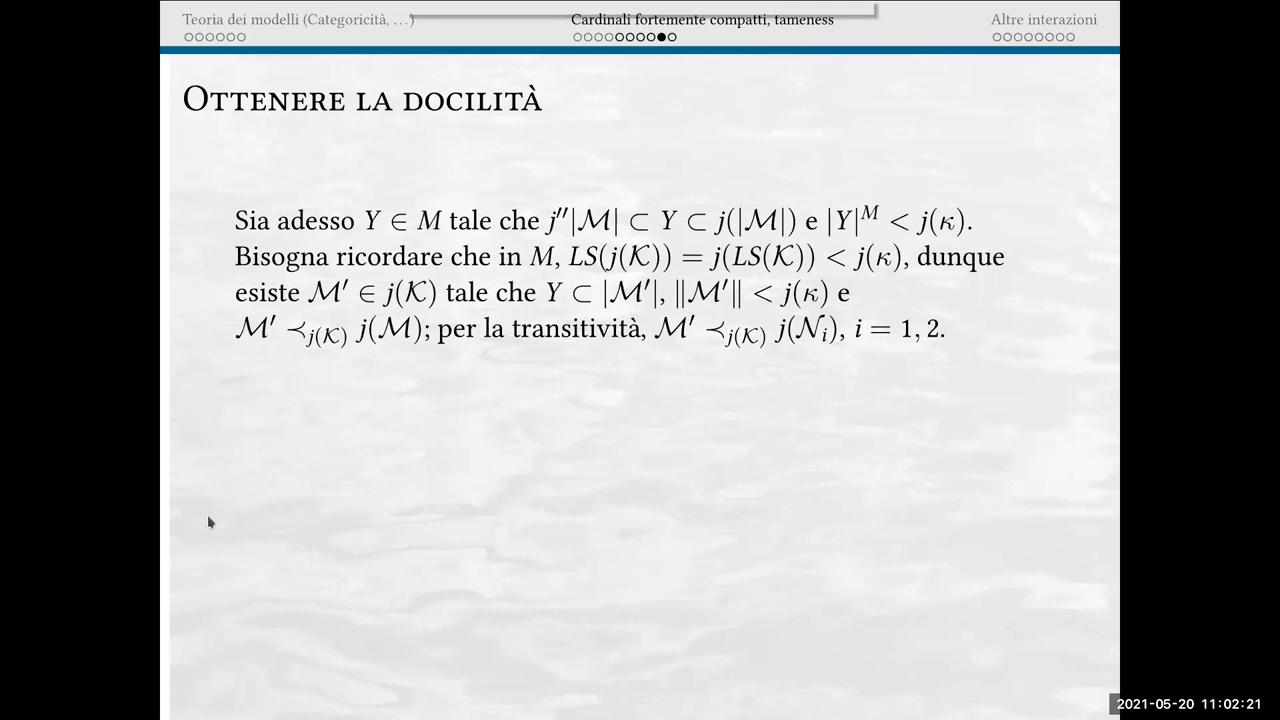 Teoria dei modelli (Categoricità, …) Cardinali fortemente compatti, tameness Altre interazioni
Ottenere la docilità
Sia adesso Y ∈ M tale che j″|ℳ| ⊂ Y ⊂ j(|ℳ|) e |Y|^M < j(κ).
Bisogna ricordare che in M, LS(j(𝒦)) = j(LS(𝒦)) < j(κ), dunque
esiste ℳ′ ∈ j(𝒦) tale che Y ⊂ |ℳ′|, ‖ℳ′‖ < j(κ) e
ℳ′ ≺_{j(𝒦)} j(ℳ); per la transitività, ℳ′ ≺_{j(𝒦)} j(𝒩_i), i = 1, 2.
2021-05-20 11:02:21